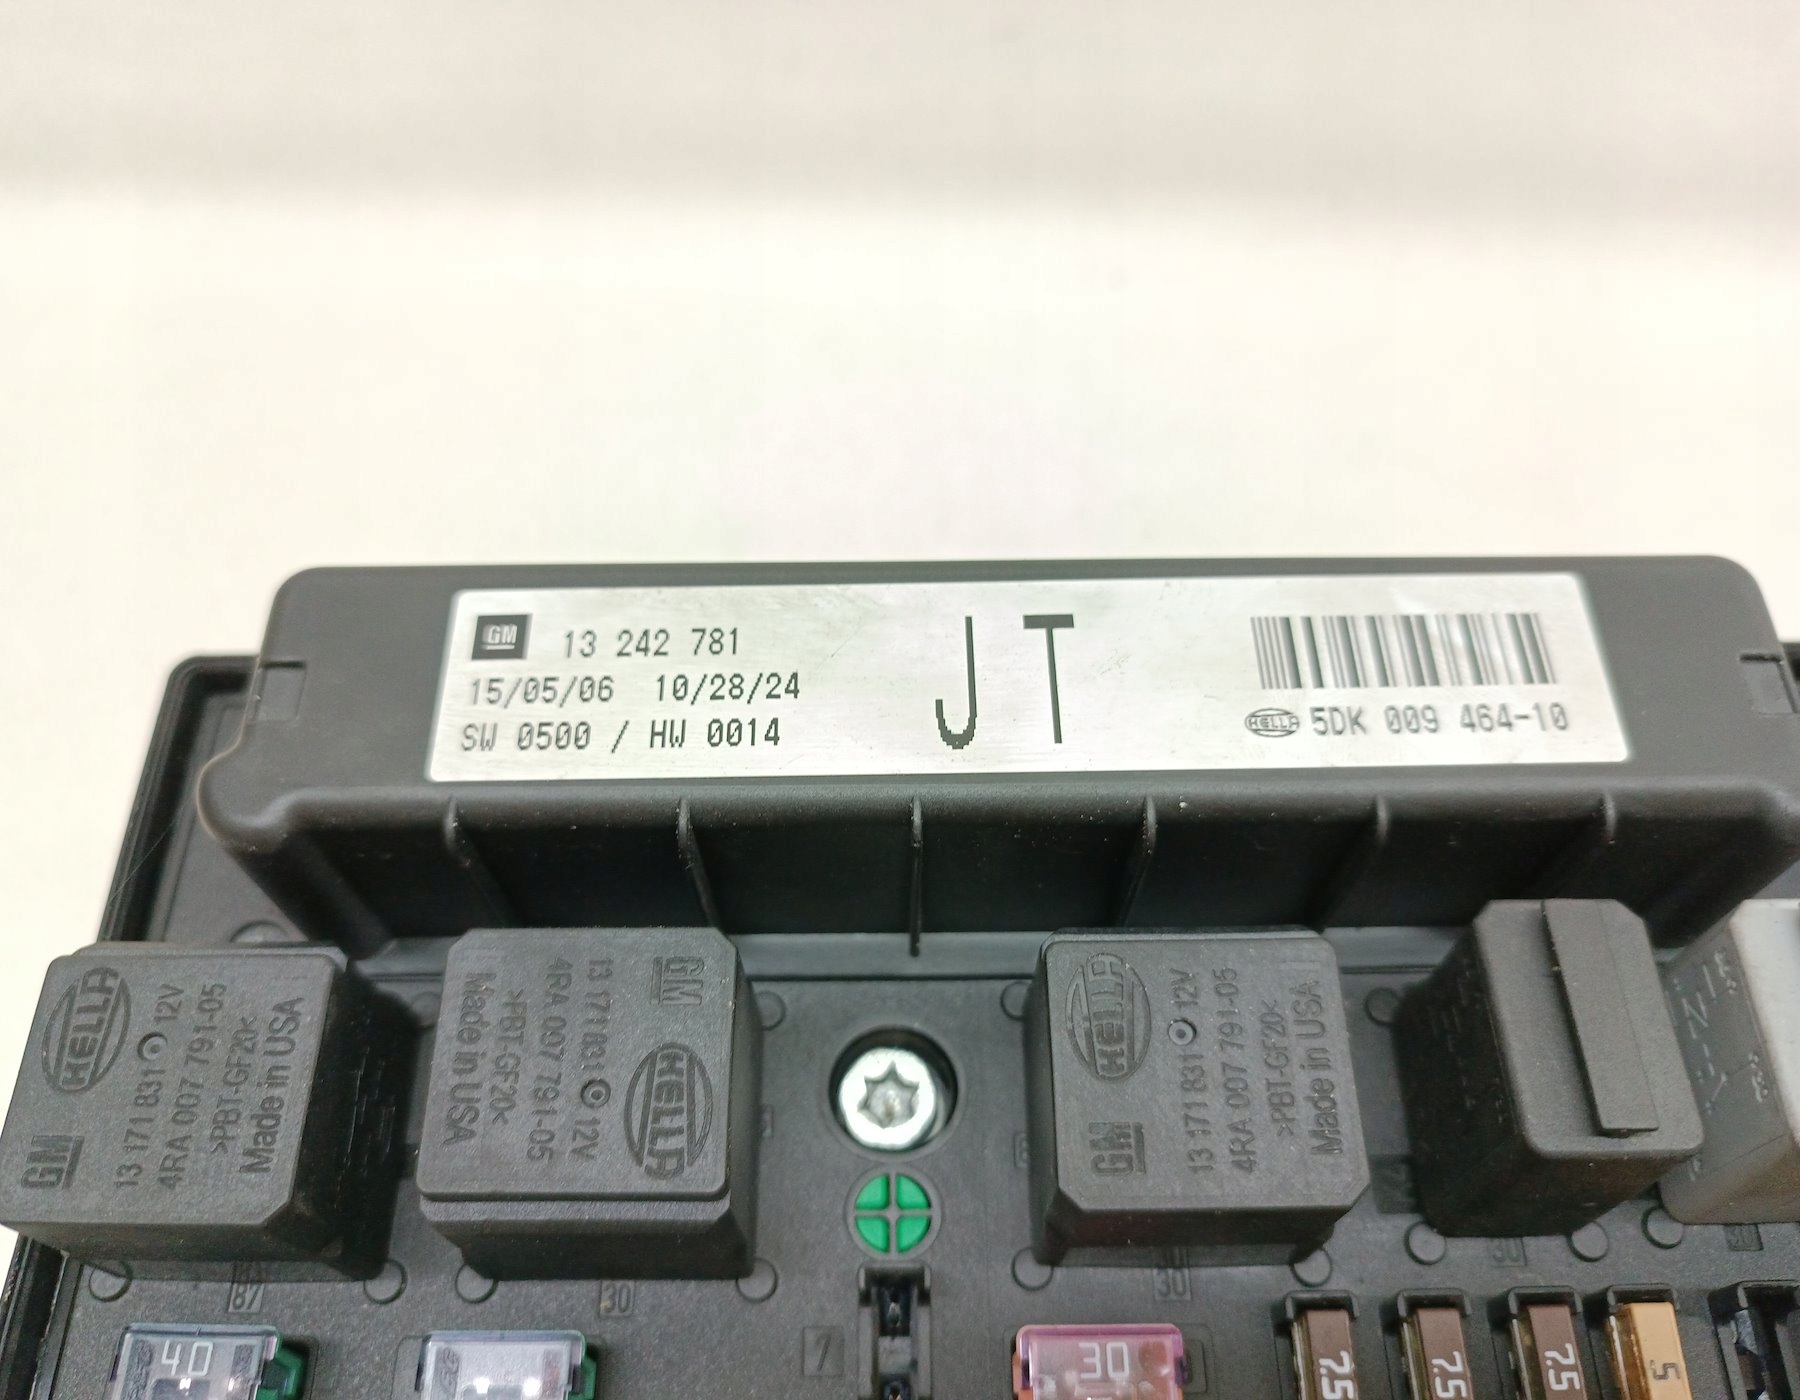 GM 13 242 781
15/05/06 10/28/24
SW 0500 / HW 0014
JT
HELLA 5DK 009 464-10
HELLA
GM
13 171 831 12V
4RA 007 791-05
>PBT-GF20<
Made in USA
GM
HELLA
13 171 831 12V
4RA 007 791-05
>PBT-GF20<
Made in USA
HELLA
GM
13 171 831 12V
4RA 007 791-05
>PBT-GF20<
Made in USA
87
30
30
30
7
40
30
7.5
7.5
7.5
5